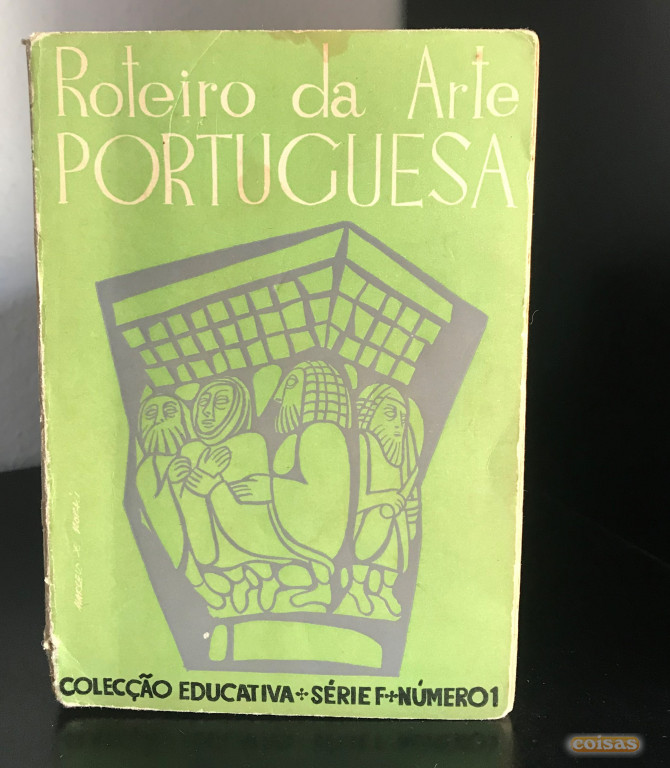 Roteiro da Arte
PORTUGUESA
COLECÇÃO EDUCATIVA + SÉRIE F + NÚMERO 1
coisas